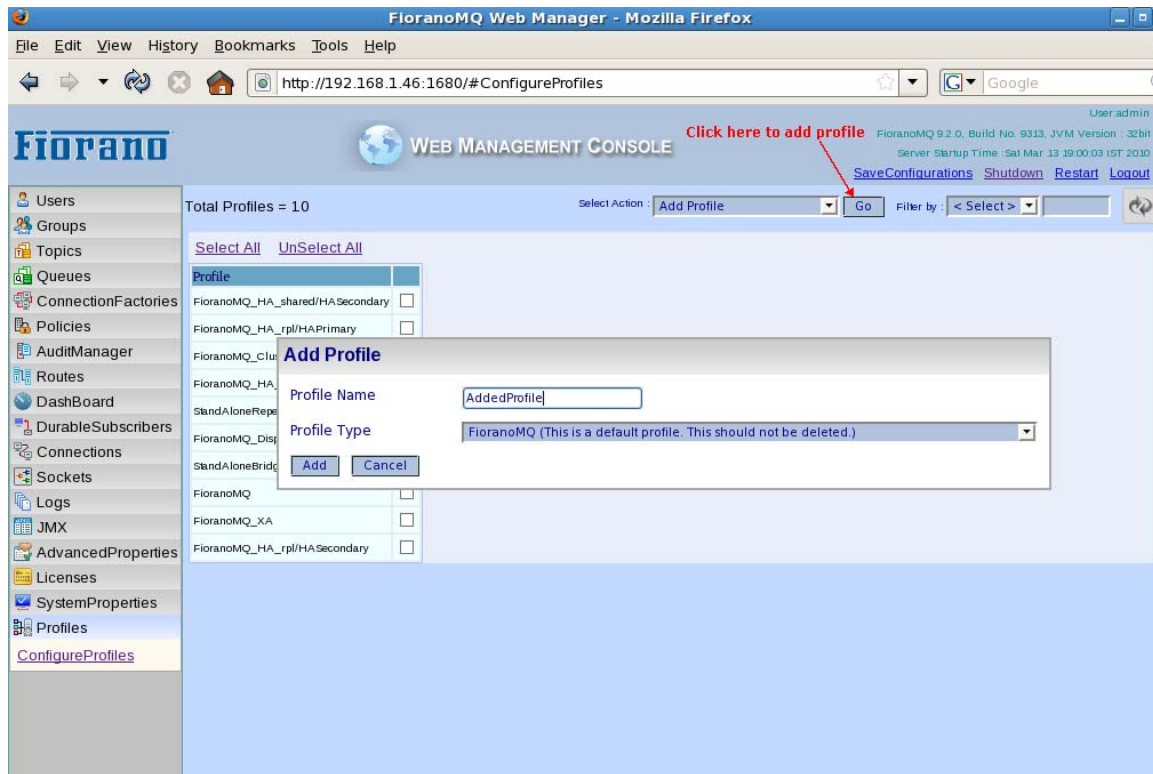 FioranoMQ Web Manager - Mozilla Firefox
File Edit View History Bookmarks Tools Help
http://192.168.1.46:1680/#ConfigureProfiles
G Google
Fiorano
WEB MANAGEMENT CONSOLE
Click here to add profile
User:admin
FioranoMQ 9.2.0, Build No. 9313, JVM Version : 32bit
Server Startup Time :Sat Mar 13 19:00:03 IST 2010
SaveConfigurations Shutdown Restart Logout
Users
Groups
Topics
Queues
ConnectionFactories
Policies
AuditManager
Routes
DashBoard
DurableSubscribers
Connections
Sockets
Logs
JMX
AdvancedProperties
Licenses
SystemProperties
Profiles
ConfigureProfiles
Total Profiles = 10
Select Action : Add Profile Go Filter by : < Select >
Select All UnSelect All
Profile
FioranoMQ_HA_shared/HASecondary
FioranoMQ_HA_rpl/HAPrimary
FioranoMQ_Clu
FioranoMQ_HA_
StandAloneRepe
FioranoMQ_Disp
StandAloneBridg
FioranoMQ
FioranoMQ_XA
FioranoMQ_HA_rpl/HASecondary
Add Profile
Profile Name AddedProfile
Profile Type FioranoMQ (This is a default profile. This should not be deleted.)
Add Cancel